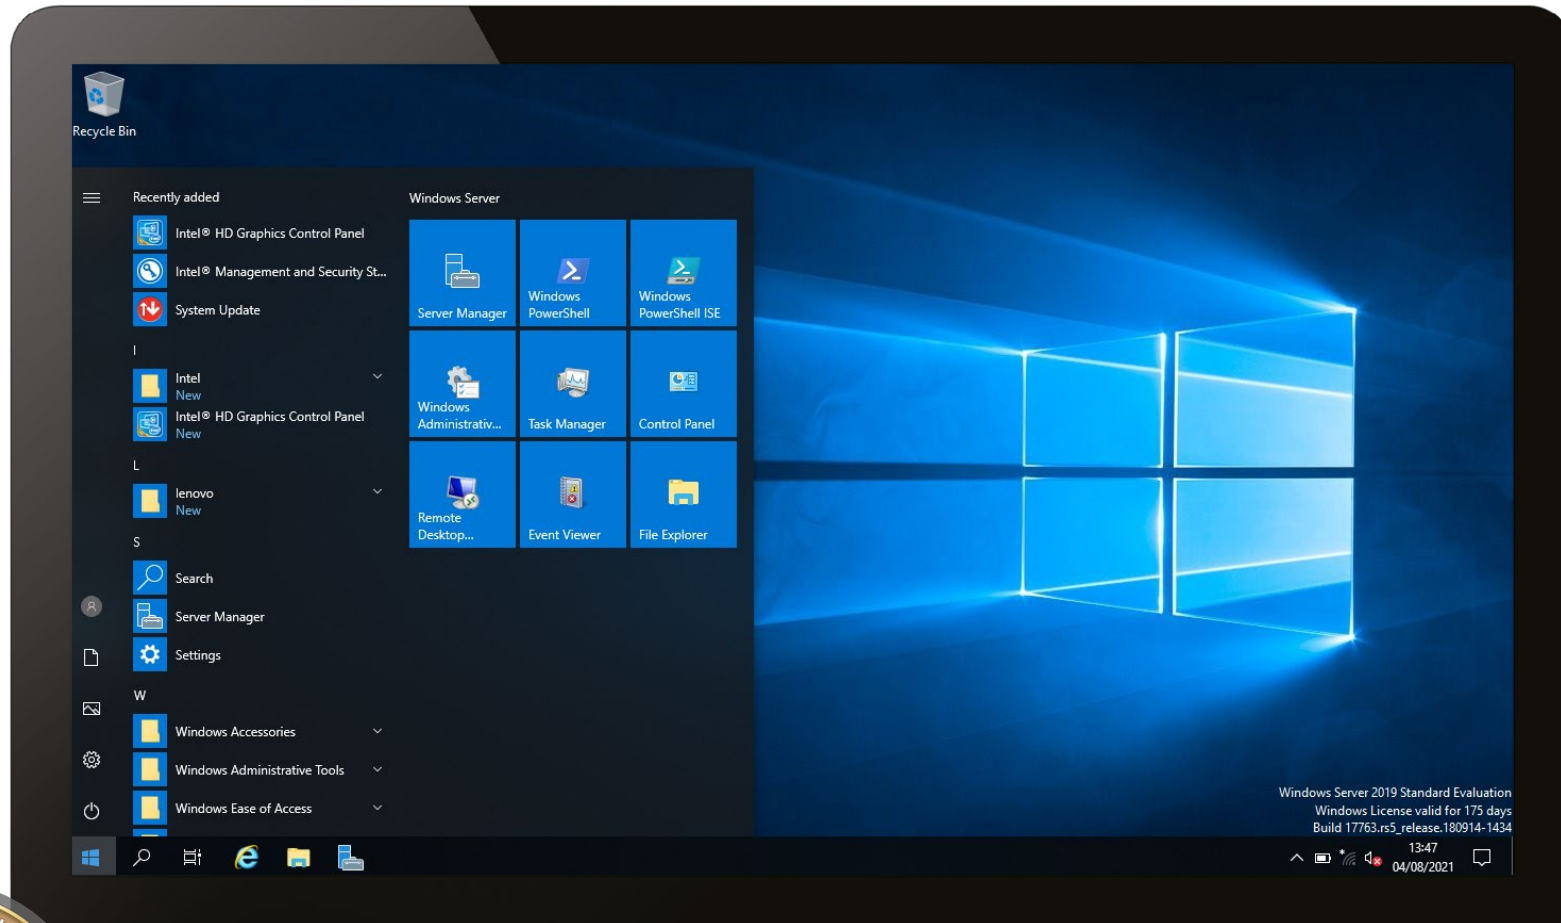 Recycle Bin
Recently added
Intel® HD Graphics Control Panel
Intel® Management and Security St...
System Update
I
Intel
New
Intel® HD Graphics Control Panel
New
L
lenovo
New
S
Search
Server Manager
Settings
W
Windows Accessories
Windows Administrative Tools
Windows Ease of Access
Windows Server
Server Manager
Windows
PowerShell
Windows
PowerShell ISE
Windows
Administrativ...
Task Manager
Control Panel
Remote
Desktop...
Event Viewer
File Explorer
Windows Server 2019 Standard Evaluation
Windows License valid for 175 days
Build 17763.rs5_release.180914-1434
13:47
04/08/2021